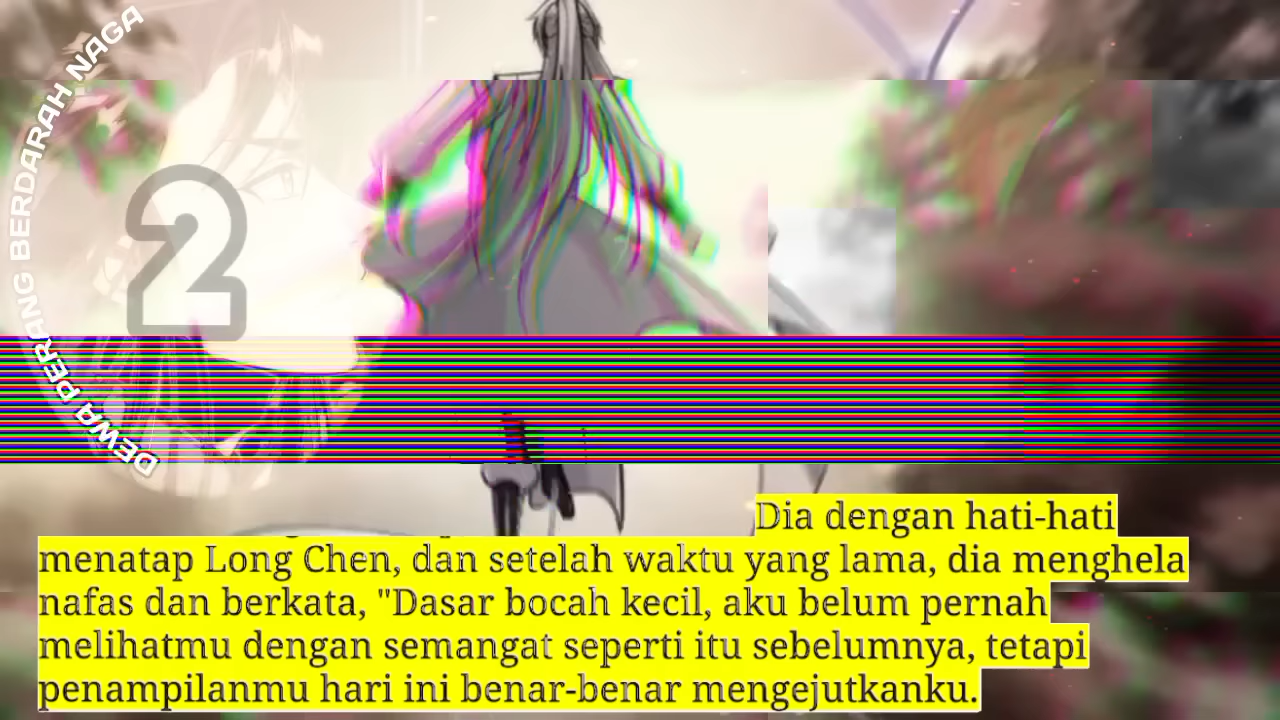 DEWA PERANG BERDARAH NAGA
2
Dia dengan hati-hati
menatap Long Chen, dan setelah waktu yang lama, dia menghela
nafas dan berkata, "Dasar bocah kecil, aku belum pernah
melihatmu dengan semangat seperti itu sebelumnya, tetapi
penampilanmu hari ini benar-benar mengejutkanku.